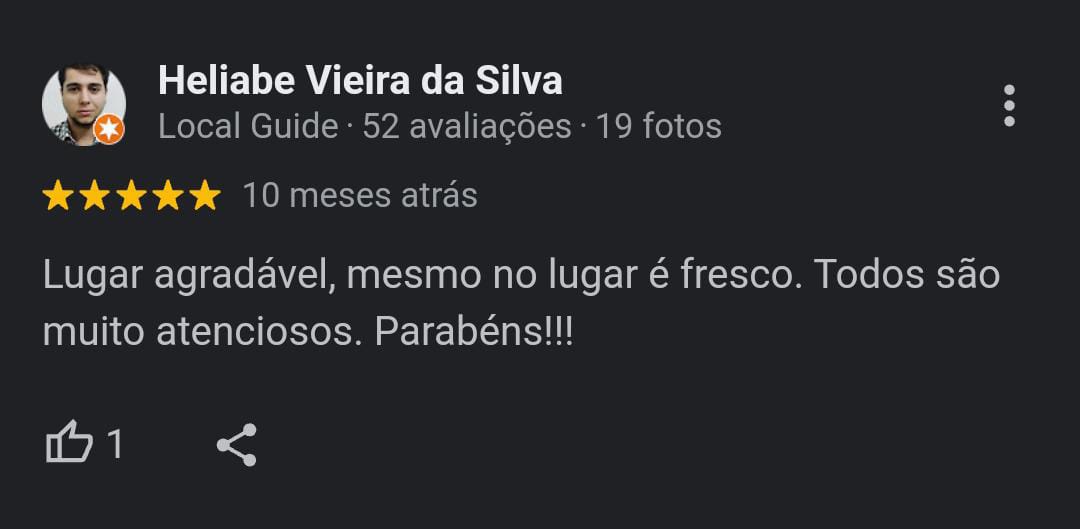 Heliabe Vieira da Silva
Local Guide · 52 avaliações · 19 fotos
10 meses atrás
Lugar agradável, mesmo no lugar é fresco. Todos são
muito atenciosos. Parabéns!!!
1